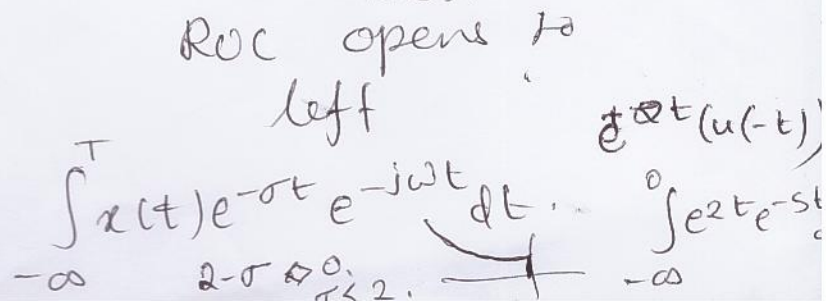 ROC opens to
left
e^{2t}(u(-t))
∫_{-∞}^{T} x(t)e^{-σt} e^{-jωt} dt.
∫_{-∞}^{0} e^{2t}e^{-st}
2-σ > 0.
σ < 2.